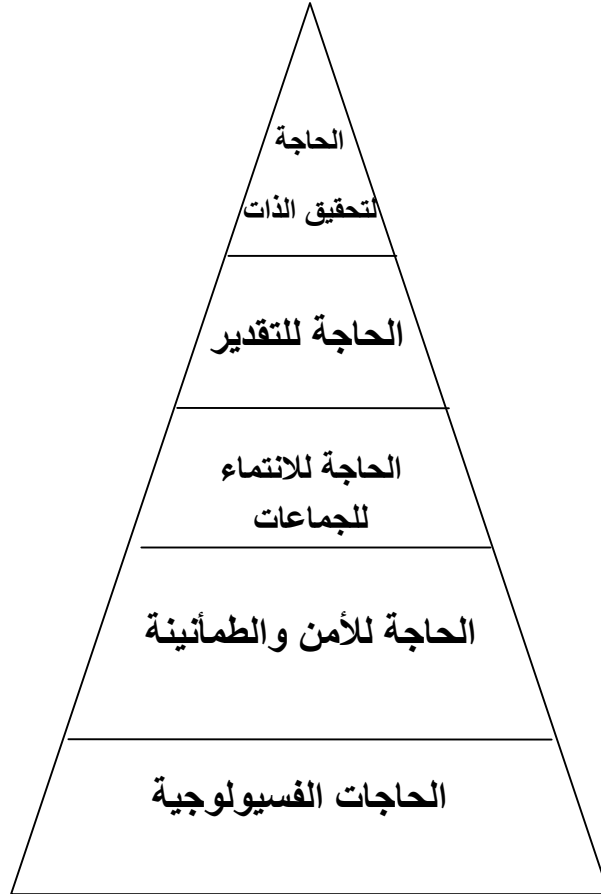 الحاجة
لتحقيق الذات
الحاجة للتقدير
الحاجة للانتماء
للجماعات
الحاجة للأمن والطمأنينة
الحاجات الفسيولوجية